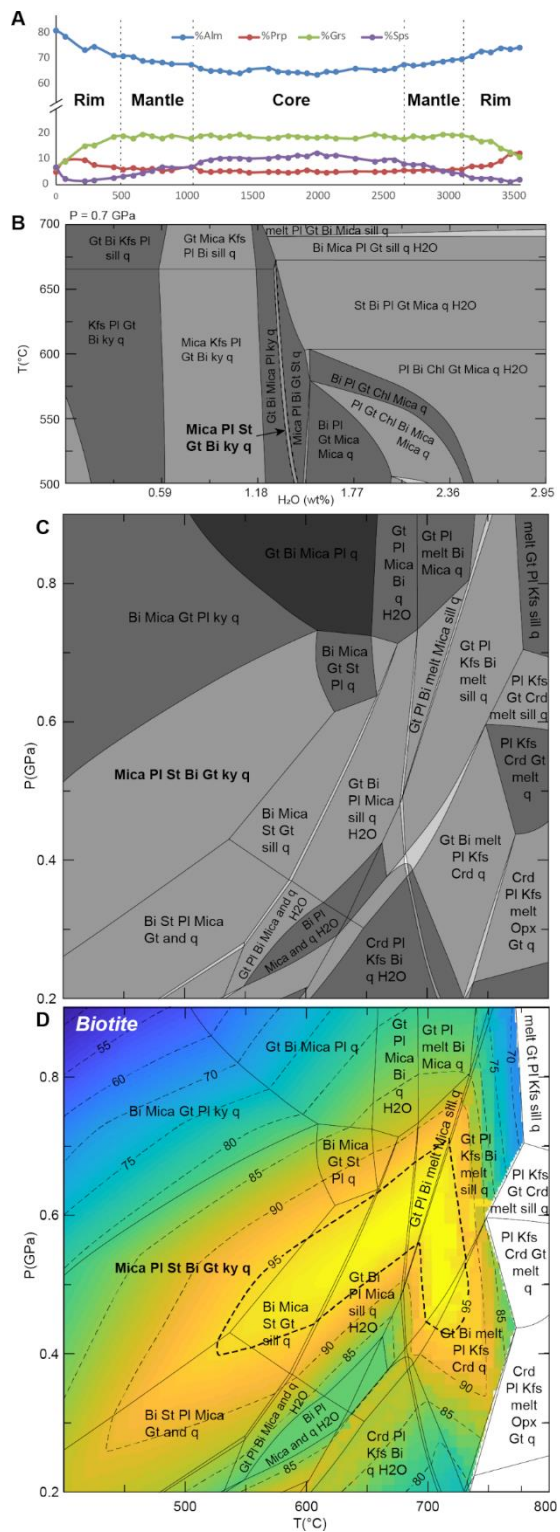 A
%Alm %Prp %Grs %Sps
80
70
60
Rim Mantle Core Mantle Rim
20
10
0
0 500 1000 1500 2000 2500 3000 3500
B
P = 0.7 GPa
700
650
600
550
500
T(°C)
Gt Bi Kfs Pl
sill q
Gt Mica Kfs
Pl Bi sill q
melt Pl Gt Bi Mica sill q
Bi Mica Pl Gt sill q H2O
St Bi Pl Gt Mica q H2O
Kfs Pl Gt
Bi ky q
Mica Kfs Pl
Gt Bi ky q
Gt Bi Mica Pl ky q
Mica Pl Bi Gt St q
Pl Bi Chl Gt Mica q H2O
Bi Pl Gt Chl Mica q
Pl Gt Chl Bi Mica
Mica q
Mica Pl St
Gt Bi ky q
Bi Pl
Gt Mica
Mica q
0.59 1.18 1.77 2.36 2.95
H₂O (wt%)
C
0.8
0.6
0.4
0.2
P(GPa)
Gt Bi Mica Pl q
Gt
Pl
Mica
Bi
q
H2O
Gt Pl
melt Bi
Mica q
melt Gt Pl Kfs q
Bi Mica Gt Pl ky q
Bi Mica
Gt St
Pl q
Gt Pl Bi melt Mica sill q
Gt Pl
Kfs Bi
melt
sill q
Pl Kfs
Gt Crd
melt sill q
Mica Pl St Bi Gt ky q
Pl Kfs
Crd Gt
melt
q
Bi Mica
St Gt
sill q
Gt Bi
Pl Mica
sill q
H2O
Gt Bi melt
Pl Kfs
Crd q
Bi St Pl Mica
Gt and q
Gt Pl Bi Mica and q
H2O
Bi Pl
Mica and q H2O
Crd Pl
Kfs Bi
q H2O
Crd
Pl Kfs
melt
Opx
Gt q
D
Biotite
0.8
0.6
0.4
0.2
P(GPa)
55
60
70
75
80
85
90
95
Gt Bi Mica Pl q
Gt
Pl
Mica
Bi
q
H2O
Gt Pl
melt Bi
Mica q
75
70
melt Gt Pl Kfs q
Bi Mica Gt Pl ky q
Bi Mica
Gt St
Pl q
Gt Pl Bi melt Mica sill q
Gt Pl
Kfs Bi
melt
sill q
Pl Kfs
Gt Crd
melt sill q
Mica Pl St Bi Gt ky q
Pl Kfs
Crd Gt
melt
q
Bi Mica
St Gt
sill q
Gt Bi
Pl Mica
sill q
H2O
95
85
90
85
Gt Bi melt
Pl Kfs
Crd q
90
Bi St Pl Mica
Gt and q
Gt Pl Bi Mica and q
H2O
Bi Pl
Mica and q H2O
85
Crd Pl
Kfs Bi
q H2O
85
80
Crd
Pl Kfs
melt
Opx
Gt q
500 600 700 800
T(°C)